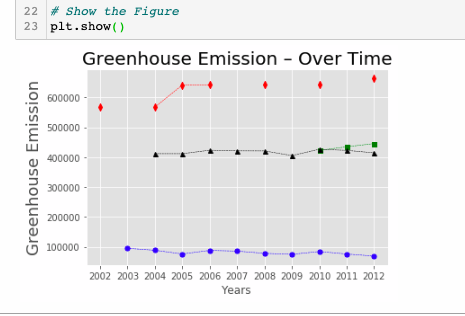 22 # Show the Figure
23 plt.show()
Greenhouse Emission – Over Time
Greenhouse Emission
600000
500000
400000
300000
200000
100000
2002 2003 2004 2005 2006 2007 2008 2009 2010 2011 2012
Years